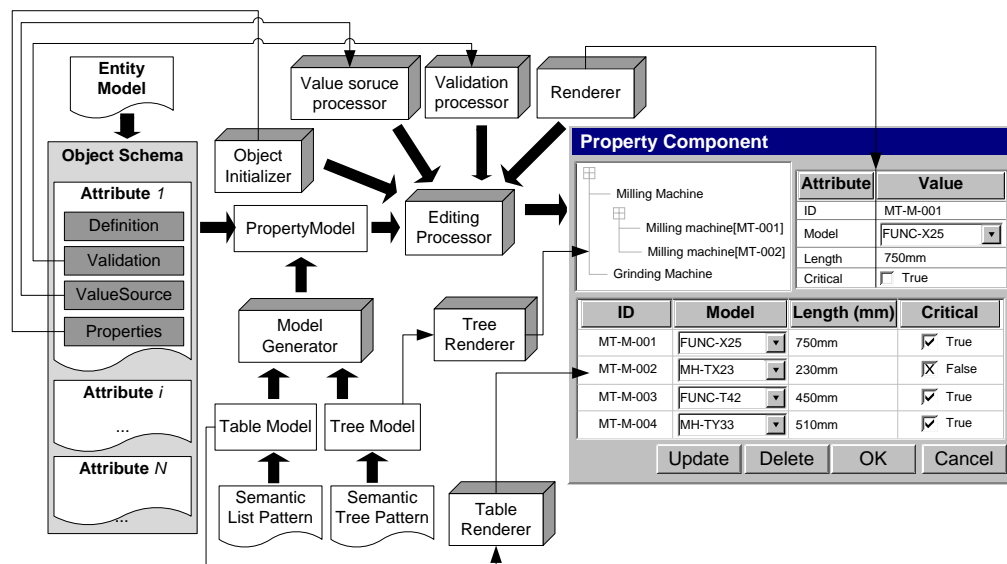 Entity
Model
Object Schema
Attribute 1
Definition
Validation
ValueSource
Properties
Attribute i
...
Attribute N
...
Value soruce
processor
Validation
processor
Renderer
Object
Initializer
PropertyModel
Editing
Processor
Model
Generator
Tree
Renderer
Table Model
Tree Model
Semantic
List Pattern
Semantic
Tree Pattern
Table
Renderer
Property Component
Milling Machine
Milling machine[MT-001]
Milling machine[MT-002]
Grinding Machine
Attribute Value
ID MT-M-001
Model FUNC-X25
Length 750mm
Critical True
ID Model Length (mm) Critical
MT-M-001 FUNC-X25 750mm True
MT-M-002 MH-TX23 230mm False
MT-M-003 FUNC-T42 450mm True
MT-M-004 MH-TY33 510mm True
Update Delete OK Cancel